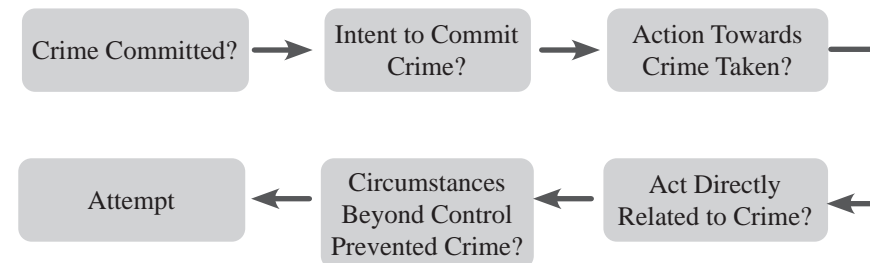 Crime Committed?
Intent to Commit
Crime?
Action Towards
Crime Taken?
Act Directly
Related to Crime?
Circumstances
Beyond Control
Prevented Crime?
Attempt